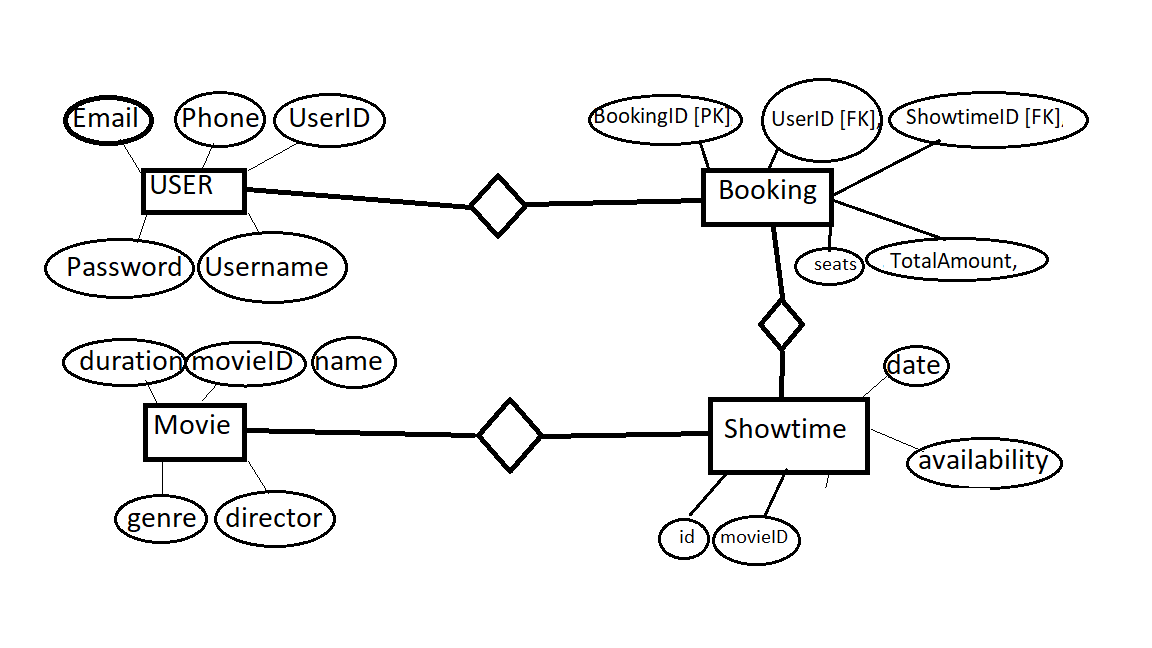 Email
Phone
UserID
USER
Password
Username
BookingID [PK]
UserID [FK],
ShowtimeID [FK],
Booking
seats
TotalAmount,
duration
movieID
name
Movie
genre
director
date
Showtime
availability
id
movieID